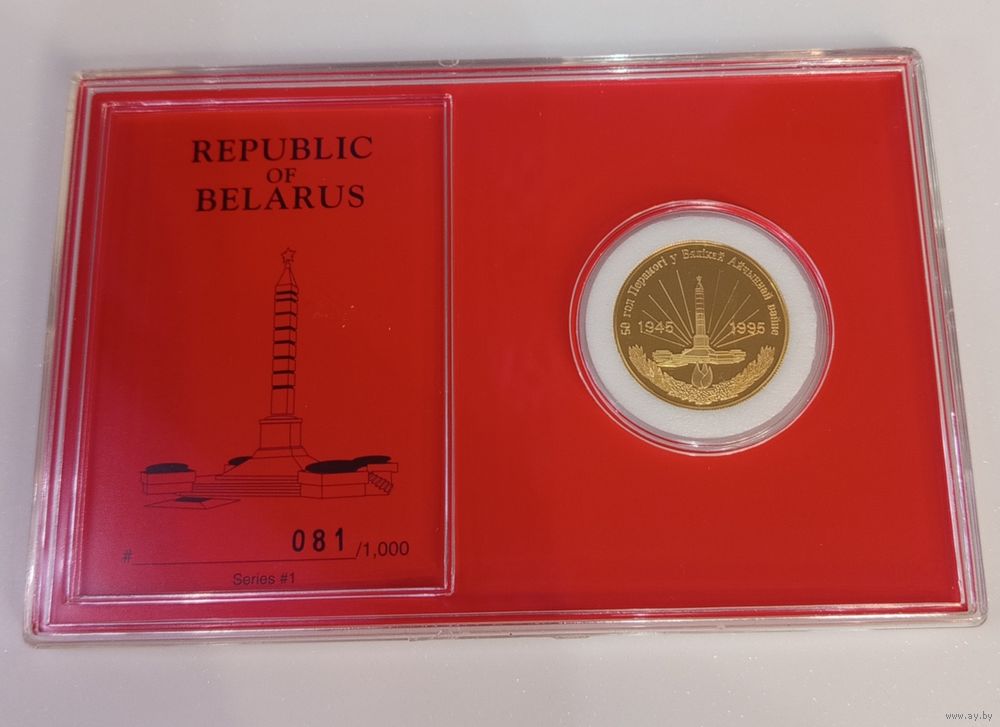 REPUBLIC
OF
BELARUS
# 081 /1,000
Series #1
50 год Перамогі у Вялікай Айчыннай вайне
1945 1995
www.ay.by